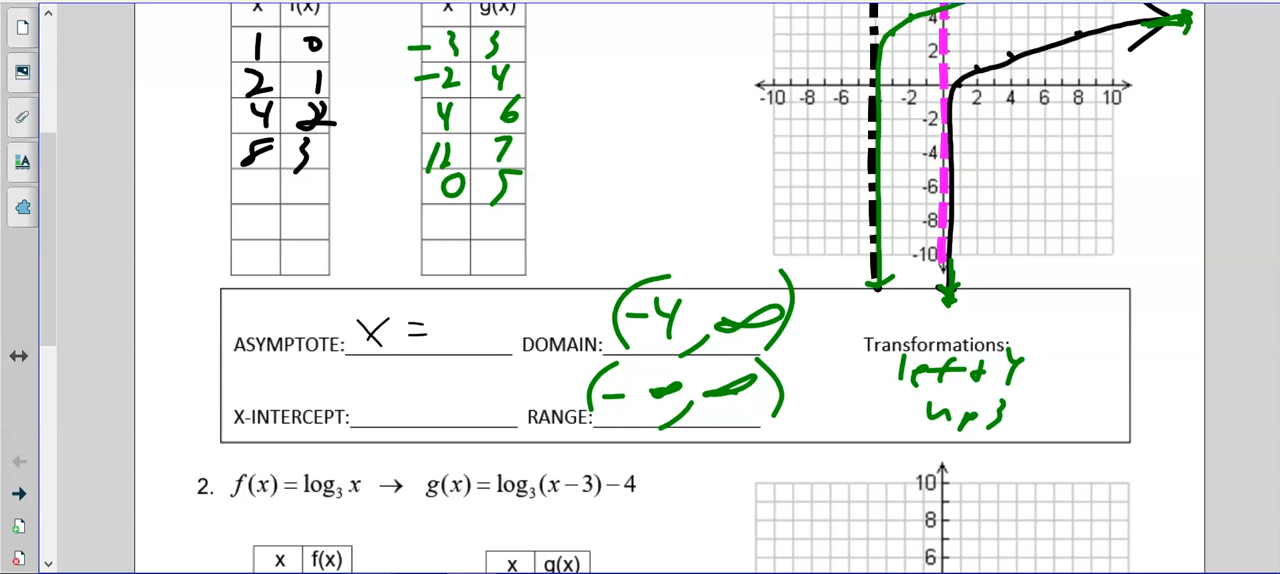 x f(x) x g(x)
1 0 -3 3
2 1 -2 4
4 2 4 6
8 3 12 7
0 5
4
2
-10 -8 -6 -2 2 4 6 8 10
-2
-4
-6
-8
-10
ASYMPTOTE: x = DOMAIN: (-4, ∞) Transformations:
left 4
X-INTERCEPT: RANGE: (-∞, ∞) up 3
2. f(x) = log₃ x → g(x) = log₃(x − 3) − 4
10
8
6
x f(x) x g(x)